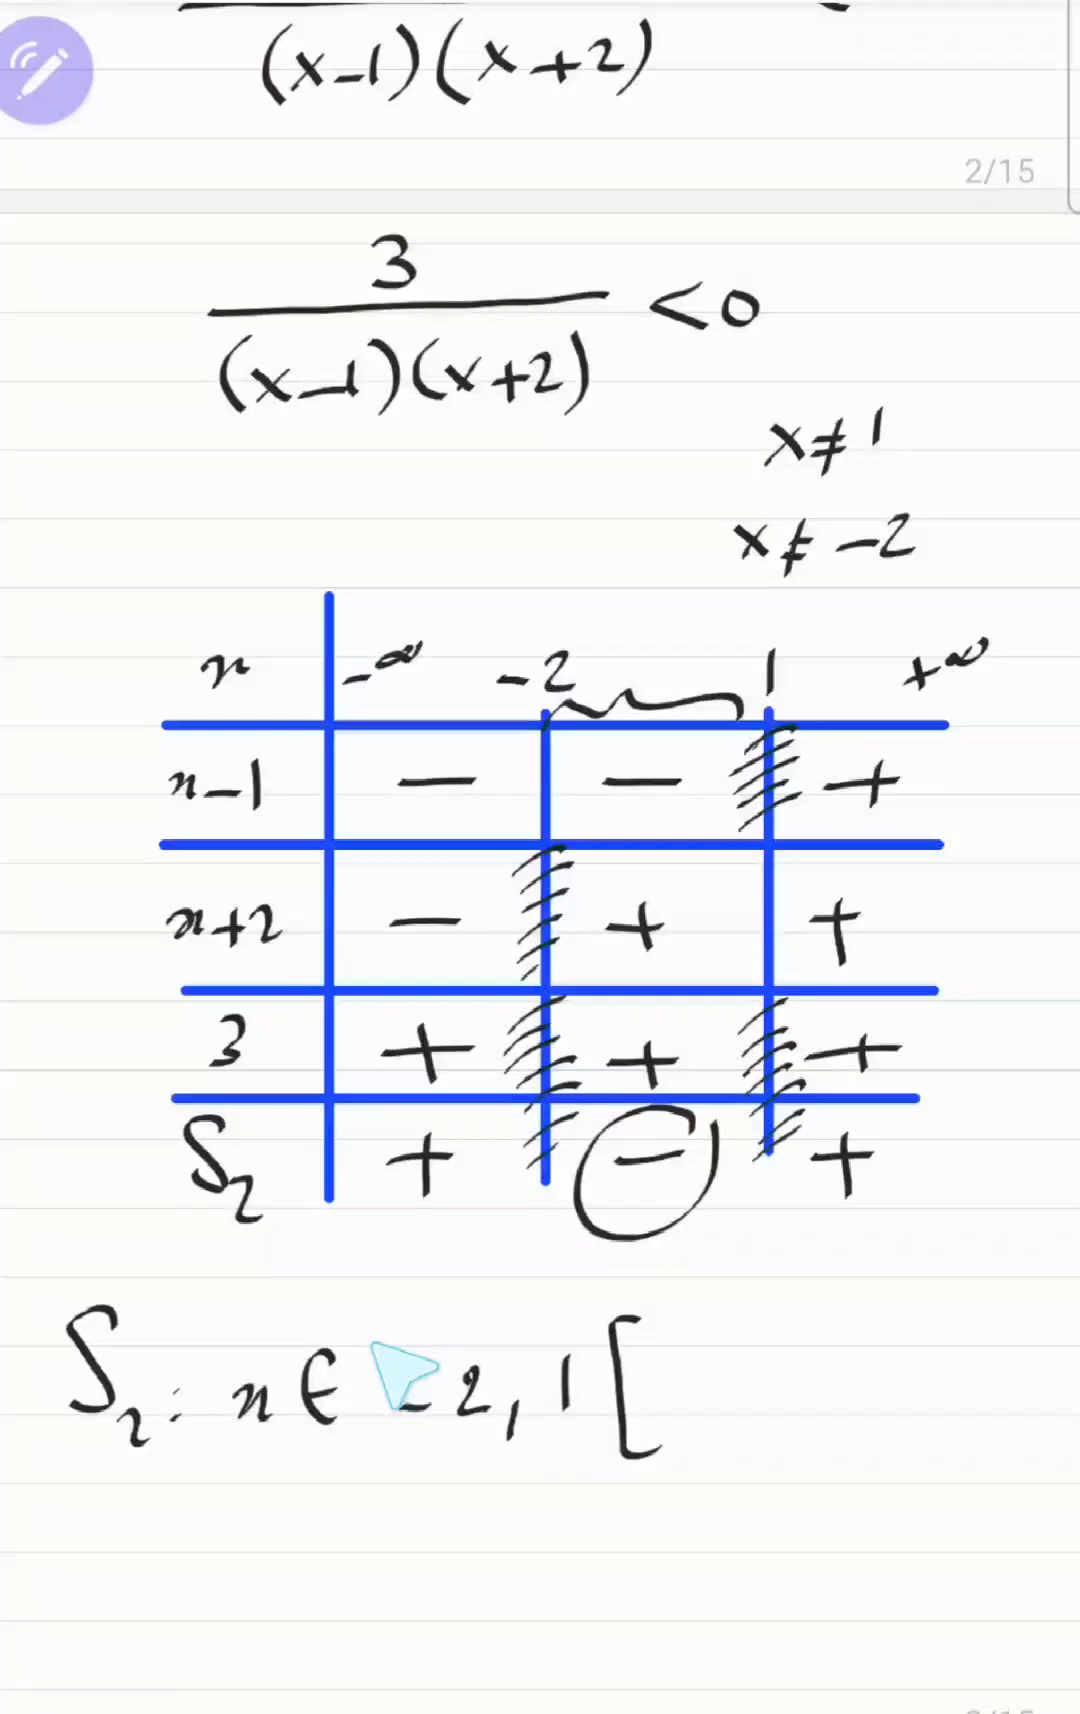 (x-1)(x+2)
2/15
3
(x-1)(x+2) <0
x≠1
x≠-2
x -∞ -2 1 +∞
x-1 - - +
x+2 - + +
3 + + +
S2 + - +
S2: x∈ -2,1[